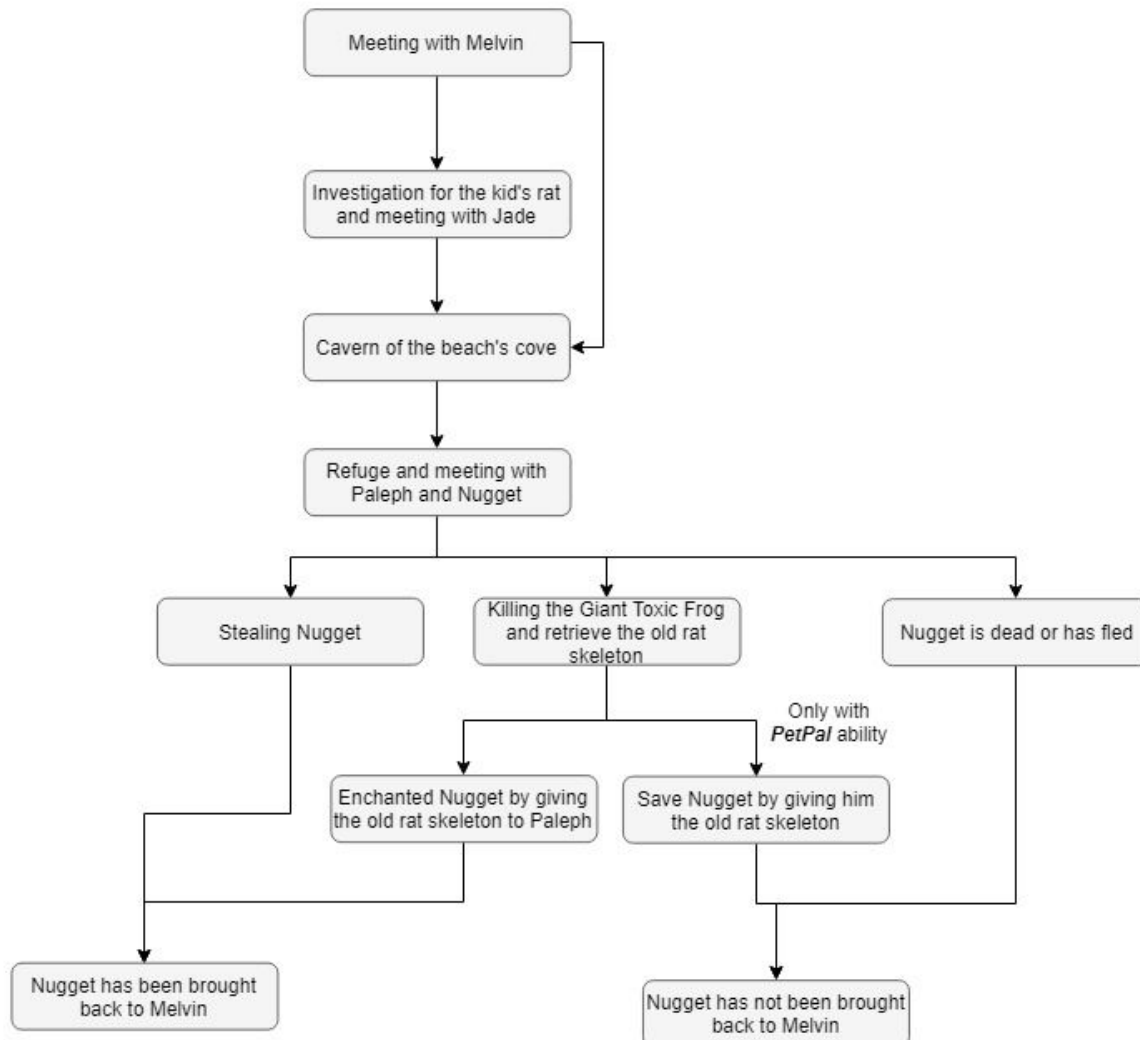 Meeting with Melvin
Investigation for the kid's rat
and meeting with Jade
Cavern of the beach's cove
Refuge and meeting with
Paleph and Nugget
Stealing Nugget
Killing the Giant Toxic Frog
and retrieve the old rat
skeleton
Nugget is dead or has fled
Only with
PetPal ability
Enchanted Nugget by giving
the old rat skeleton to Paleph
Save Nugget by giving him
the old rat skeleton
Nugget has been brought
back to Melvin
Nugget has not been brought
back to Melvin